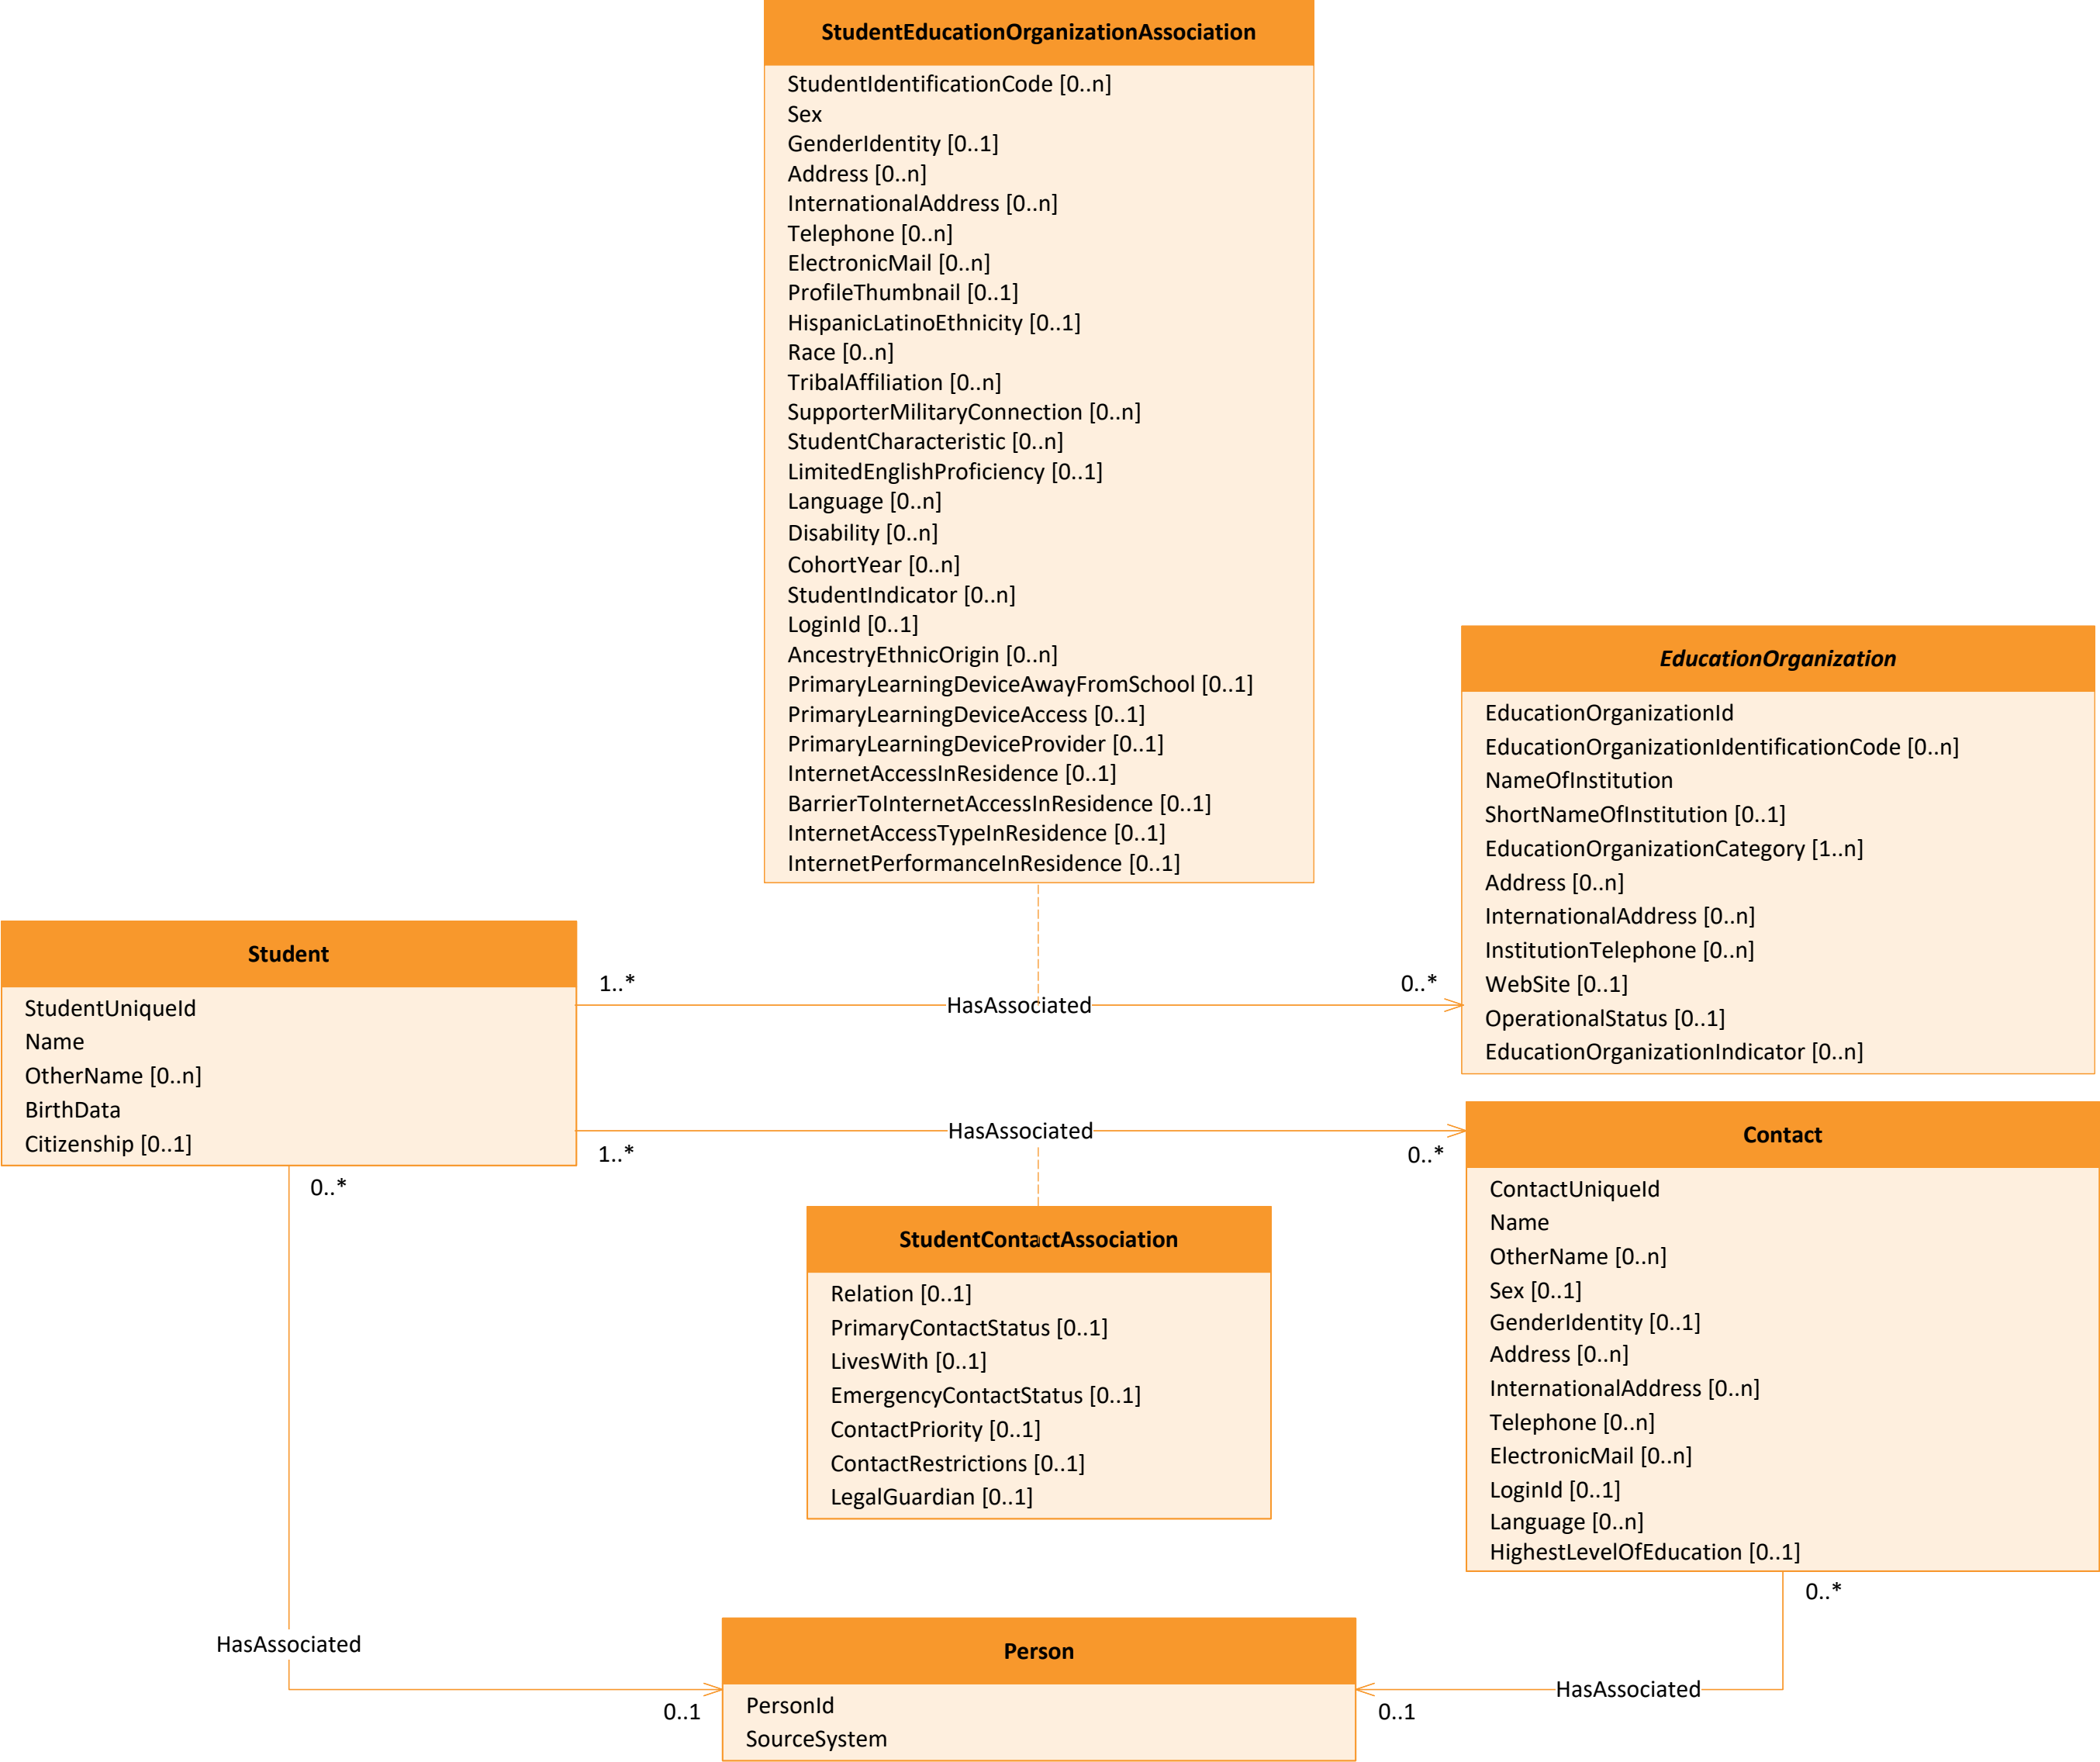 StudentEducationOrganizationAssociation
StudentIdentificationCode [0..n]
Sex
GenderIdentity [0..1]
Address [0..n]
InternationalAddress [0..n]
Telephone [0..n]
ElectronicMail [0..n]
ProfileThumbnail [0..1]
HispanicLatinoEthnicity [0..1]
Race [0..n]
TribalAffiliation [0..n]
SupporterMilitaryConnection [0..n]
StudentCharacteristic [0..n]
LimitedEnglishProficiency [0..1]
Language [0..n]
Disability [0..n]
CohortYear [0..n]
StudentIndicator [0..n]
LoginId [0..1]
AncestryEthnicOrigin [0..n]
PrimaryLearningDeviceAwayFromSchool [0..1]
PrimaryLearningDeviceAccess [0..1]
PrimaryLearningDeviceProvider [0..1]
InternetAccessInResidence [0..1]
BarrierToInternetAccessInResidence [0..1]
InternetAccessTypeInResidence [0..1]
InternetPerformanceInResidence [0..1]
EducationOrganization
EducationOrganizationId
EducationOrganizationIdentificationCode [0..n]
NameOfInstitution
ShortNameOfInstitution [0..1]
EducationOrganizationCategory [1..n]
Address [0..n]
InternationalAddress [0..n]
InstitutionTelephone [0..n]
WebSite [0..1]
OperationalStatus [0..1]
EducationOrganizationIndicator [0..n]
Student
StudentUniqueId
Name
OtherName [0..n]
BirthData
Citizenship [0..1]
1..*
HasAssociated
0..*
1..*
HasAssociated
0..*
0..*
StudentContactAssociation
Relation [0..1]
PrimaryContactStatus [0..1]
LivesWith [0..1]
EmergencyContactStatus [0..1]
ContactPriority [0..1]
ContactRestrictions [0..1]
LegalGuardian [0..1]
Contact
ContactUniqueId
Name
OtherName [0..n]
Sex [0..1]
GenderIdentity [0..1]
Address [0..n]
InternationalAddress [0..n]
Telephone [0..n]
ElectronicMail [0..n]
LoginId [0..1]
Language [0..n]
HighestLevelOfEducation [0..1]
0..*
HasAssociated
0..1
Person
PersonId
SourceSystem
HasAssociated
0..1